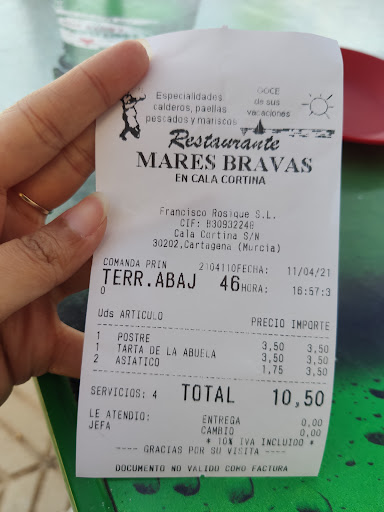 Especialidades: GOCE
calderos, paellas de sus
pescados y mariscos vacaciones
Restaurante
MARES BRAVAS
EN CALA CORTINA
Francisco Rosique S.L.
CIF: B30932248
Cala Cortina S/N
30202,Cartagena (Murcia)
COMANDA PRIN 2104110FECHA: 11/04/21
TERR.ABAJ 46 HORA: 16:57:3
0
Uds ARTICULO PRECIO IMPORTE
1 POSTRE 3,50 3,50
1 TARTA DE LA ABUELA 3,50 3,50
2 ASIATICO 1,75 3,50
SERVICIOS: 4 TOTAL 10,50
LE ATENDIO: ENTREGA 0,00
JEFA CAMBIO 0,00
* 10% IVA INCLUIDO *
---- GRACIAS POR SU VISITA ----
DOCUMENTO NO VALIDO COMO FACTURA